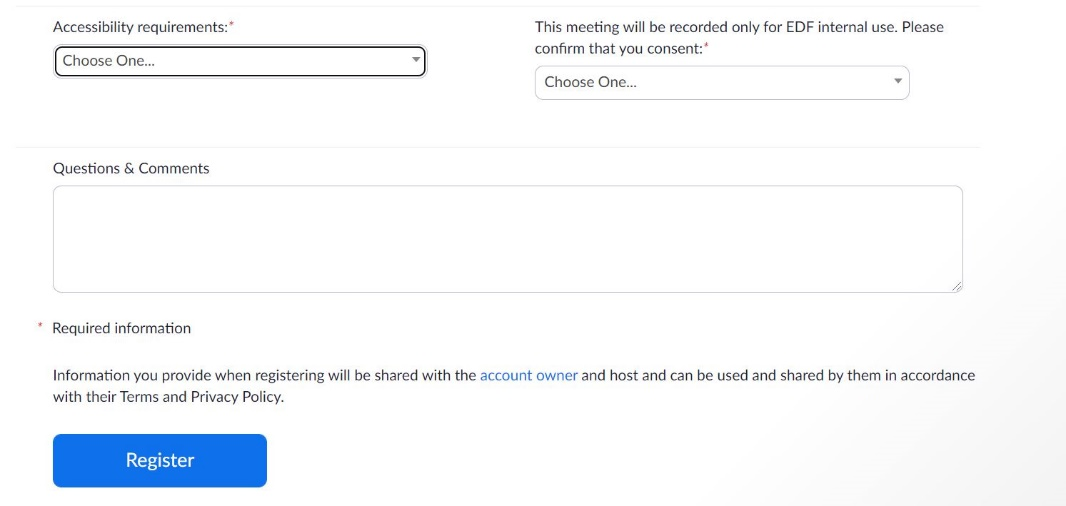 Accessibility requirements:*
Choose One...
This meeting will be recorded only for EDF internal use. Please
confirm that you consent:*
Choose One...
Questions & Comments
* Required information
Information you provide when registering will be shared with the account owner and host and can be used and shared by them in accordance
with their Terms and Privacy Policy.
Register